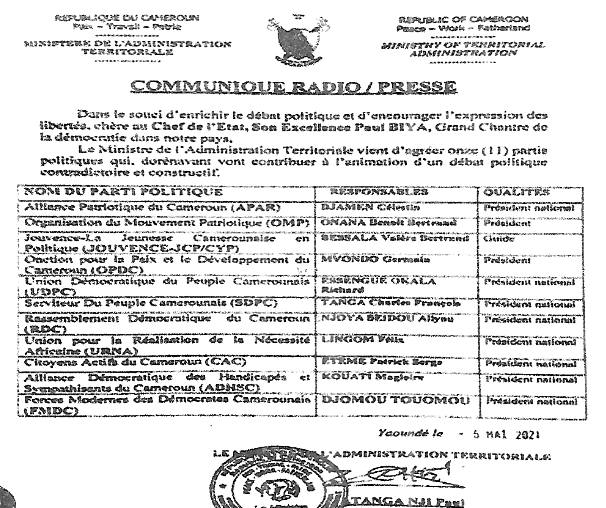 REPUBLIQUE DU CAMEROUN
Paix – Travail – Patrie
MINISTERE DE L'ADMINISTRATION
TERRITORIALE
REPUBLIC OF CAMEROON
Peace – Work – Fatherland
MINISTRY OF TERRITORIAL
ADMINISTRATION
COMMUNIQUE RADIO / PRESSE
Dans le souci d'enrichir le débat politique et d'encourager l'expression des
libertés, chère au Chef de l'Etat, Son Excellence Paul BIYA, Grand Chantre de
la démocratie dans notre pays,
Le Ministre de l'Administration Territoriale vient d'agréer onze (11) partie
politiques qui, dorénavant vont contribuer à l'animation d'un débat politique
contradictoire et constructif.
NOM DU PARTI POLITIQUE RESPONSABLES QUALITES
Alliance Patriotique du Cameroun (APAR) DJAMEN Célestin Président national
Organisation du Mouvement Patriotique (OMP) ONANA Benoît Bertrand Président
Jouvence-La Jeunesse Camerounaise en
Politique (JOUVENCE-JCP/CYP) BESSALA Valère Bertrand Guide
Onction pour la Paix et le Développement du
Cameroun (OPDC) MVONDO Germain Président national
Union Démocratique du Peuple Camerounais
(UDPC) ESSENGUE OKALA
Richard Président national
Serviteur Du Peuple Camerounais (SDPC) TANGA Charles François Président national
Rassemblement Démocratique du Cameroun
(RDC) NJOYA BEIDOU Président national
Union pour la Réalisation de la Nécessité
Africaine (URNA) LINGOM Félix Président national
Citoyens Actifs du Cameroun (CAC) ETEME Patrick Serge Président national
Alliance Démocratique des Handicapés et
Sympathisants du Cameroun (ADHSC) KOUATI Magloire Président national
Forces Modernes des Démocrates Camerounais
(FMDC) DJOMOU TOUOMOU Président national
Yaoundé le - 5 MAI 2021
LE L'ADMINISTRATION TERRITORIALE
TANGA NJI Paul